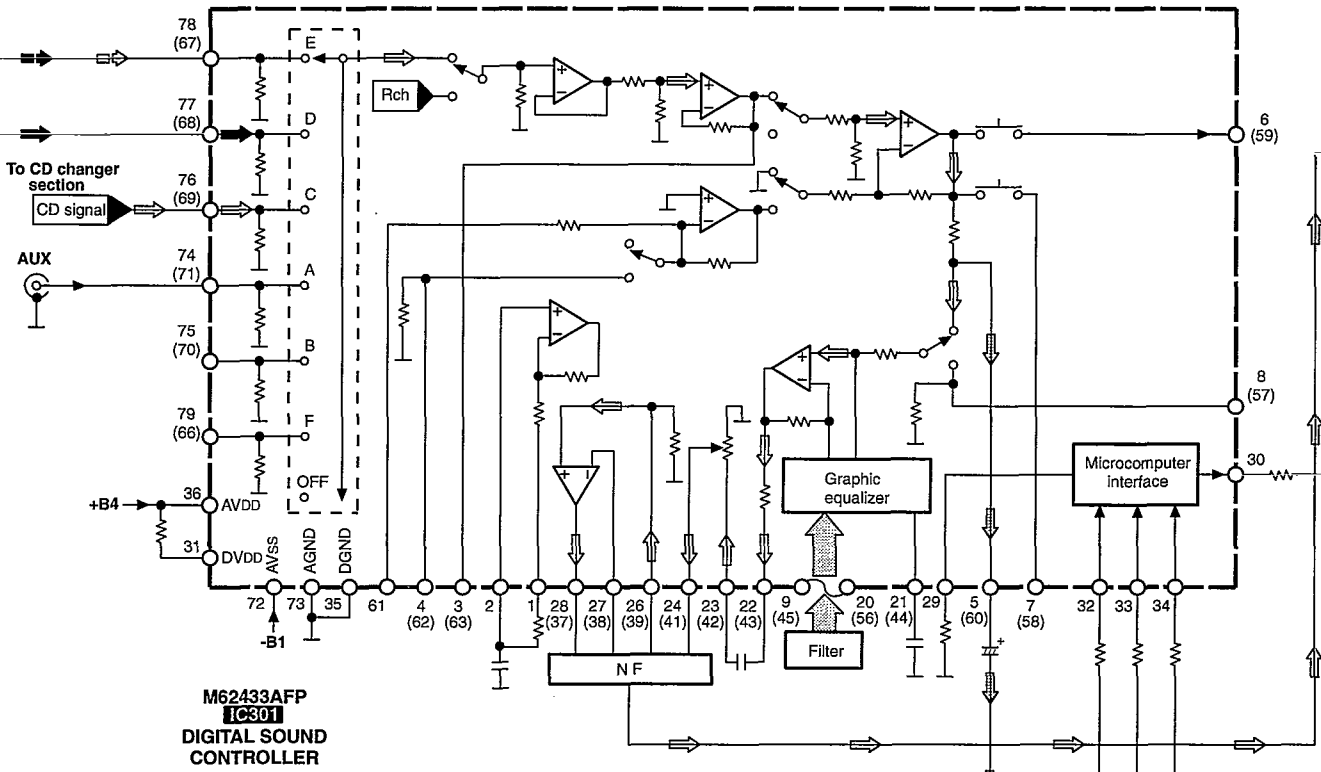 78
(67)
E
Rch
+
−
+
−
77
(68)
D
+
−
6
(59)
To CD changer
section
CD signal
76
(69)
C
+
−
AUX
74
(71)
A
+
−
75
(70)
B
+
−
8
(57)
79
(66)
F
+
−
Graphic
equalizer
Microcomputer
interface
30
OFF
+B4
36
AVDD
31
DVDD
AVSS
AGND
DGND
72
73
35
61
4
(62)
3
(63)
2
1
28
(37)
27
(38)
26
(39)
24
(41)
23
(42)
22
(43)
9
(45)
20
(56)
21
(44)
29
5
(60)
7
(58)
32
33
34
-B1
+
Filter
N F
M62433AFP
IC301
DIGITAL SOUND
CONTROLLER